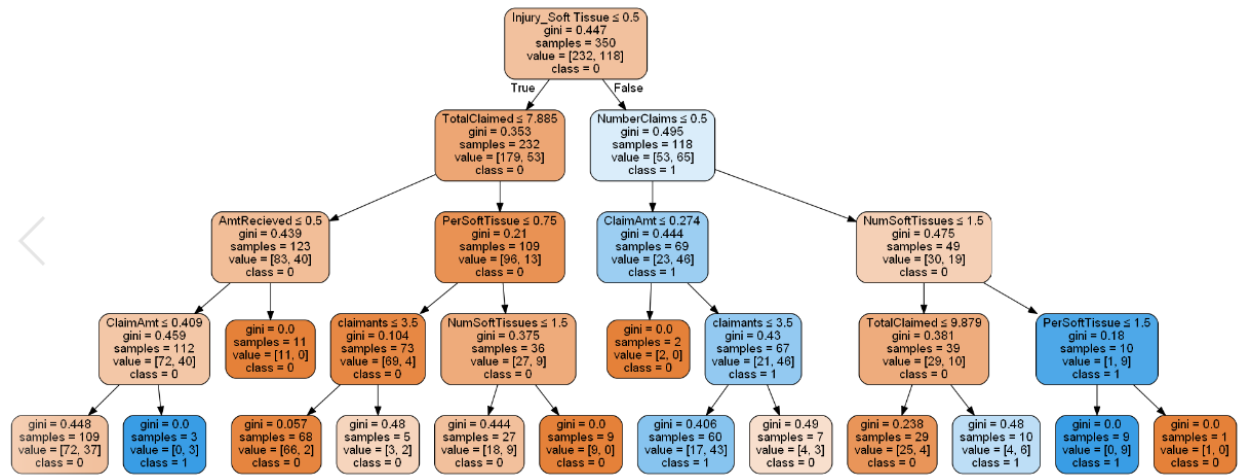 Injury_Soft Tissue ≤ 0.5
gini = 0.447
samples = 350
value = [232, 118]
class = 0
True
False
TotalClaimed ≤ 7.885
gini = 0.353
samples = 232
value = [179, 53]
class = 0
NumberClaims ≤ 0.5
gini = 0.495
samples = 118
value = [53, 65]
class = 1
AmtRecieved ≤ 0.5
gini = 0.439
samples = 123
value = [83, 40]
class = 0
PerSoftTissue ≤ 0.75
gini = 0.21
samples = 109
value = [96, 13]
class = 0
ClaimAmt ≤ 0.274
gini = 0.444
samples = 69
value = [23, 46]
class = 1
NumSoftTissues ≤ 1.5
gini = 0.475
samples = 49
value = [30, 19]
class = 0
ClaimAmt ≤ 0.409
gini = 0.459
samples = 112
value = [72, 40]
class = 0
gini = 0.0
samples = 11
value = [11, 0]
class = 0
claimants ≤ 3.5
gini = 0.104
samples = 73
value = [69, 4]
class = 0
NumSoftTissues ≤ 1.5
gini = 0.375
samples = 36
value = [27, 9]
class = 0
gini = 0.0
samples = 2
value = [2, 0]
class = 0
claimants ≤ 3.5
gini = 0.43
samples = 67
value = [21, 46]
class = 1
TotalClaimed ≤ 9.879
gini = 0.381
samples = 39
value = [29, 10]
class = 0
PerSoftTissue ≤ 1.5
gini = 0.18
samples = 10
value = [1, 9]
class = 1
gini = 0.448
samples = 109
value = [72, 37]
class = 0
gini = 0.0
samples = 3
value = [0, 3]
class = 1
gini = 0.057
samples = 68
value = [66, 2]
class = 0
gini = 0.48
samples = 5
value = [3, 2]
class = 0
gini = 0.444
samples = 27
value = [18, 9]
class = 0
gini = 0.0
samples = 9
value = [9, 0]
class = 0
gini = 0.406
samples = 60
value = [17, 43]
class = 1
gini = 0.49
samples = 7
value = [4, 3]
class = 0
gini = 0.238
samples = 29
value = [25, 4]
class = 0
gini = 0.48
samples = 10
value = [4, 6]
class = 1
gini = 0.0
samples = 9
value = [0, 9]
class = 1
gini = 0.0
samples = 1
value = [1, 0]
class = 0